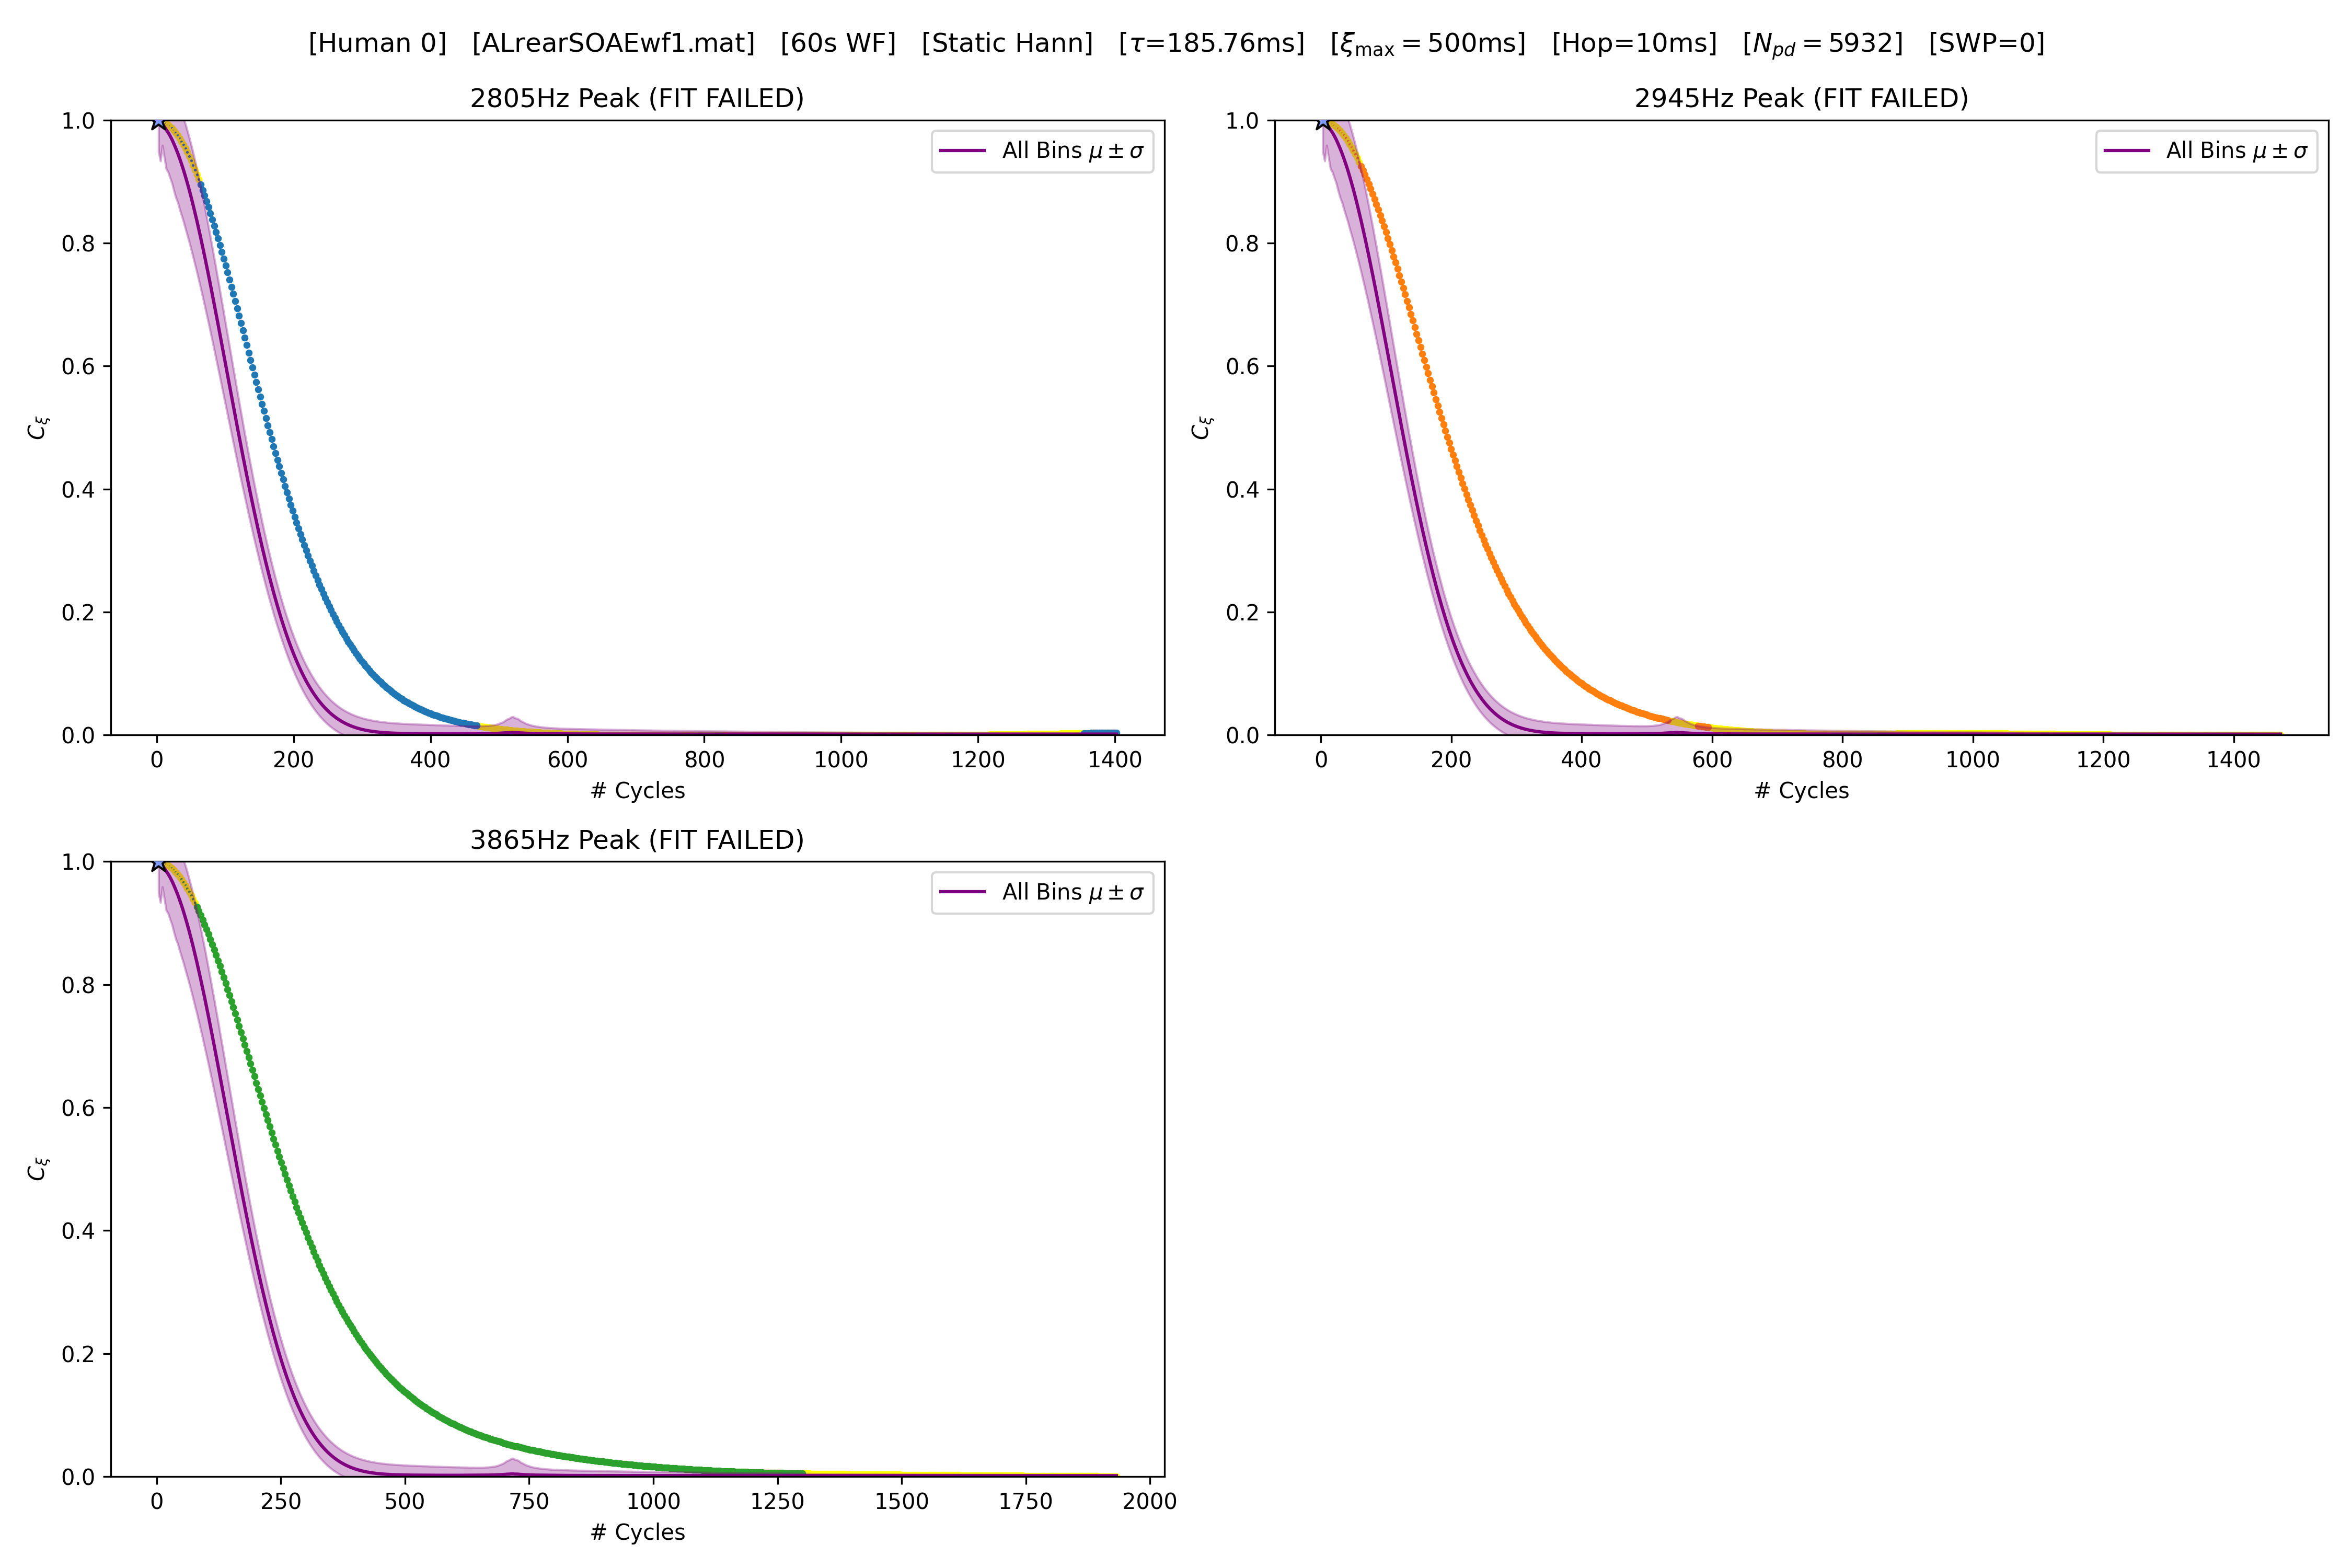 [Human 0] [ALrearSOAEwf1.mat] [60s WF] [Static Hann] [τ=185.76ms] [ξmax = 500ms] [Hop=10ms] [Npd = 5932] [SWP=0]
2805Hz Peak (FIT FAILED)
1.0
0.8
0.6
0.4
0.2
0.0
Cξ
All Bins μ ± σ
0 200 400 600 800 1000 1200 1400
# Cycles
2945Hz Peak (FIT FAILED)
1.0
0.8
0.6
0.4
0.2
0.0
Cξ
All Bins μ ± σ
0 200 400 600 800 1000 1200 1400
# Cycles
3865Hz Peak (FIT FAILED)
1.0
0.8
0.6
0.4
0.2
0.0
Cξ
All Bins μ ± σ
0 250 500 750 1000 1250 1500 1750 2000
# Cycles